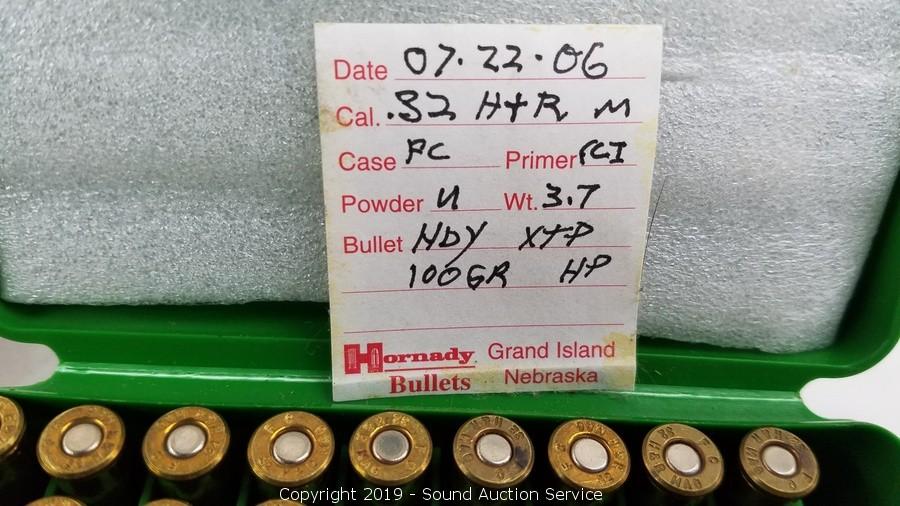 Date 07.22.06
Cal. .32 H+R M
Case FC Primer CCI
Powder U Wt. 3.7
Bullet HDY XTP
100GR HP
Hornady Grand Island
Bullets Nebraska
Copyright 2019 - Sound Auction Service